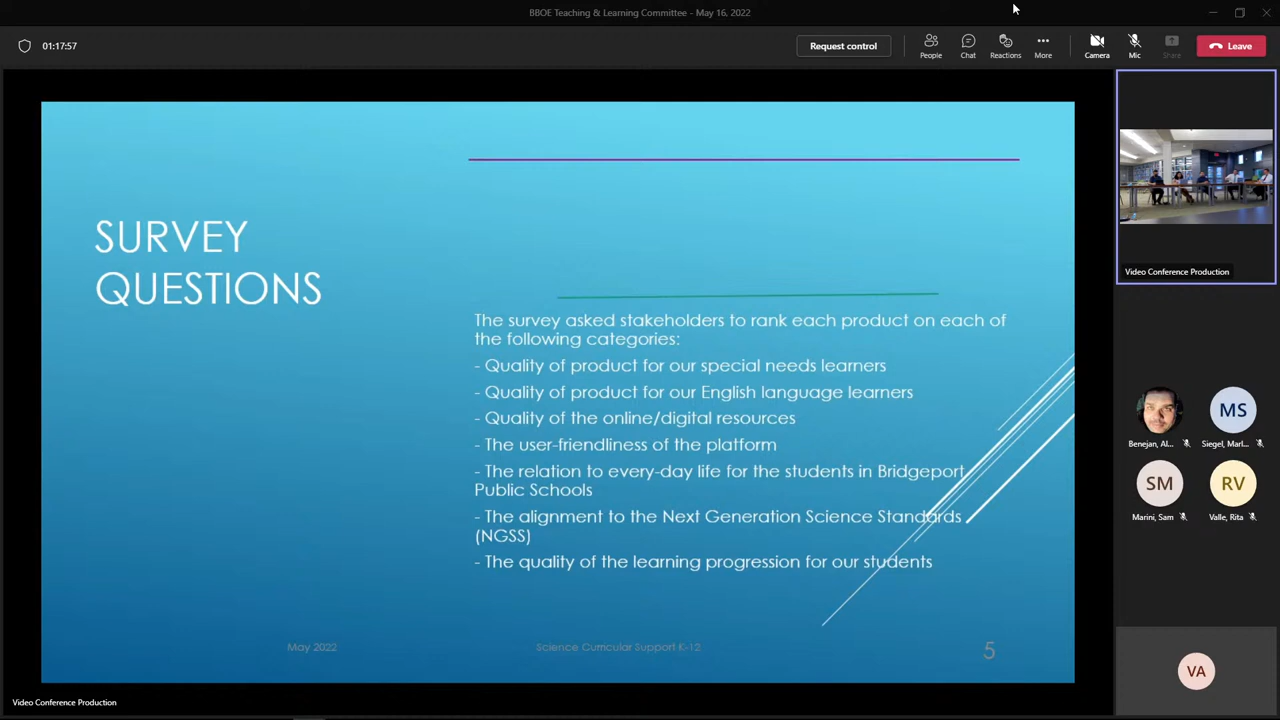 BBOE Teaching & Learning Committee - May 16, 2022
01:17:57
Request control
People
Chat
Reactions
More
Camera
Mic
Share
Leave
SURVEY
QUESTIONS
The survey asked stakeholders to rank each product on each of
the following categories:
- Quality of product for our special needs learners
- Quality of product for our English language learners
- Quality of the online/digital resources
- The user-friendliness of the platform
- The relation to every-day life for the students in Bridgeport
Public Schools
- The alignment to the Next Generation Science Standards
(NGSS)
- The quality of the learning progression for our students
May 2022
Science Curricular Support K-12
5
Video Conference Production
Video Conference Production
Benejan, Al...
MS
Siegel, Marl...
SM
Marini, Sam
RV
Valle, Rita
VA